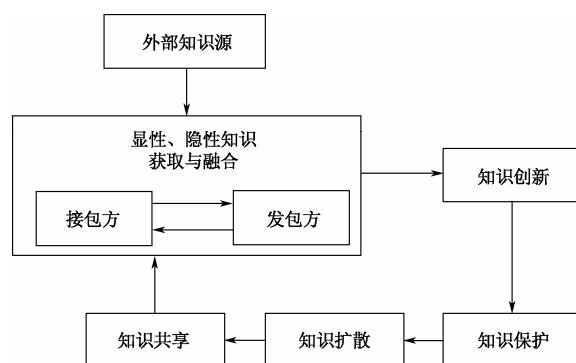 外部知识源
显性、隐性知识
获取与融合
接包方
发包方
知识创新
知识共享
知识扩散
知识保护